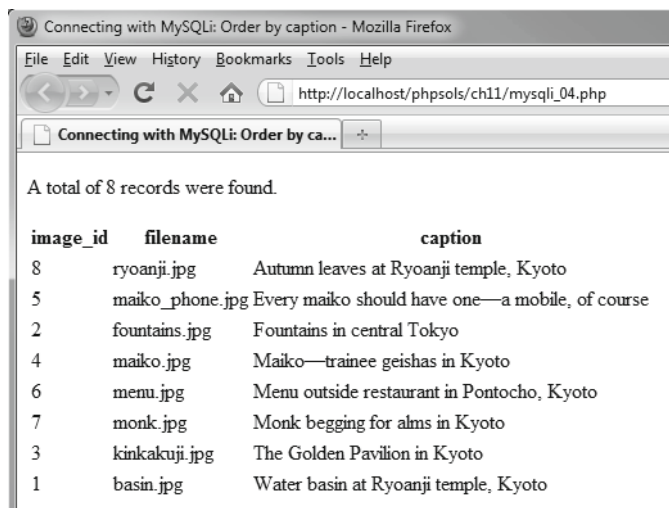 Connecting with MySQLi: Order by caption - Mozilla Firefox
File Edit View History Bookmarks Tools Help
http://localhost/phpsols/ch11/mysqli_04.php
Connecting with MySQLi: Order by ca...
A total of 8 records were found.
image_id filename caption
8 ryoanji.jpg Autumn leaves at Ryoanji temple, Kyoto
5 maiko_phone.jpg Every maiko should have one—a mobile, of course
2 fountains.jpg Fountains in central Tokyo
4 maiko.jpg Maiko—trainee geishas in Kyoto
6 menu.jpg Menu outside restaurant in Pontocho, Kyoto
7 monk.jpg Monk begging for alms in Kyoto
3 kinkakuji.jpg The Golden Pavilion in Kyoto
1 basin.jpg Water basin at Ryoanji temple, Kyoto